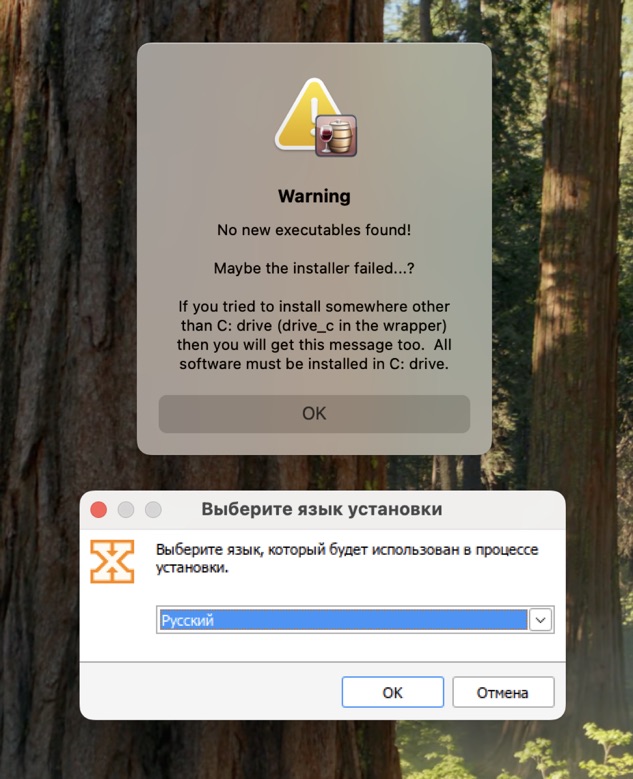 Warning
No new executables found!
Maybe the installer failed...?
If you tried to install somewhere other
than C: drive (drive_c in the wrapper)
then you will get this message too.  All
software must be installed in C: drive.
OK
Выберите язык установки
Выберите язык, который будет использован в процессе
установки.
Русский
OK
Отмена